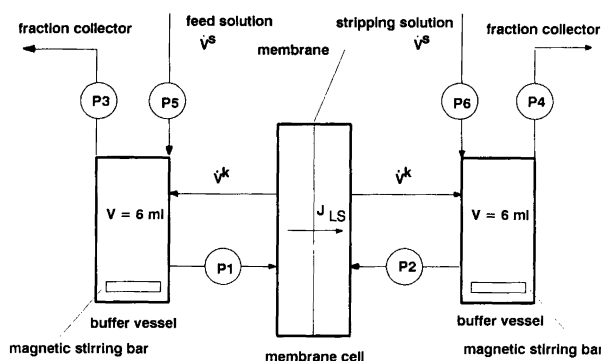 fraction collector
feed solution
V̇ˢ
membrane
stripping solution
V̇ˢ
fraction collector
P3
P5
P6
P4
V̇ᵏ
V̇ᵏ
V = 6 ml
J LS
V = 6 ml
P1
P2
buffer vessel
magnetic stirring bar
membrane cell
buffer vessel
magnetic stirring bar